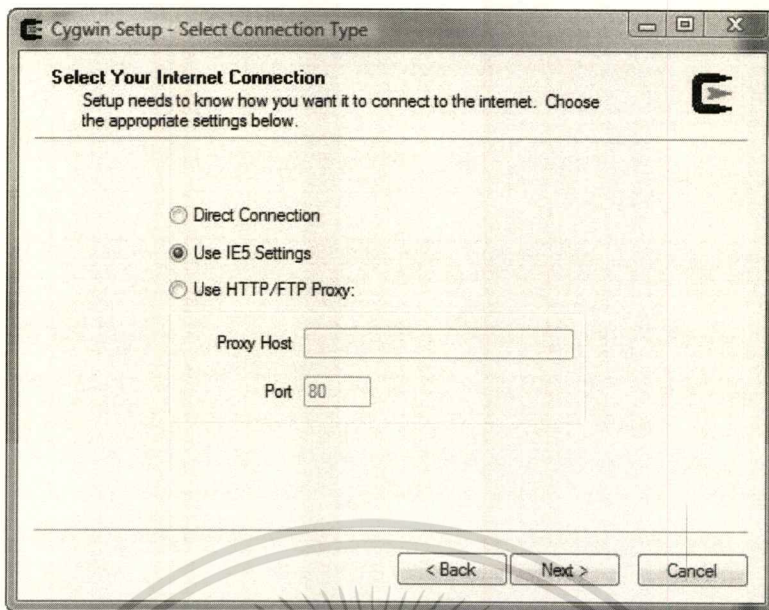 Cygwin Setup - Select Connection Type
Select Your Internet Connection
Setup needs to know how you want it to connect to the internet. Choose
the appropriate settings below.
Direct Connection
Use IE5 Settings
Use HTTP/FTP Proxy:
Proxy Host
Port 80
< Back Next > Cancel